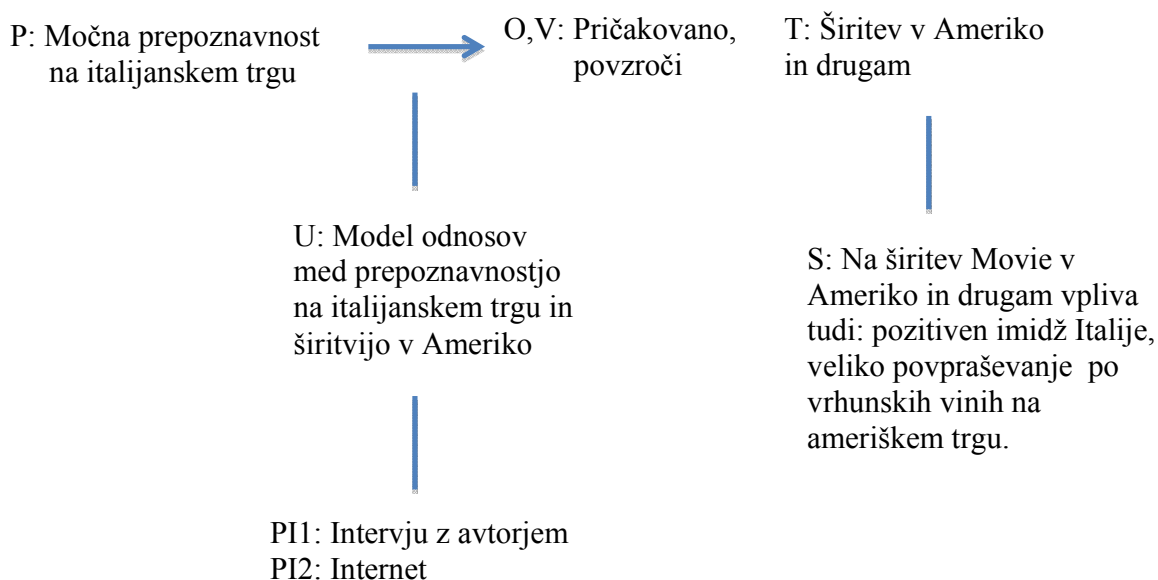 P: Močna prepoznavnost
na italijanskem trgu
O,V: Pričakovano,
povzroči
T: Širitev v Ameriko
in drugam
U: Model odnosov
med prepoznavnostjo
na italijanskem trgu in
širitvijo v Ameriko
S: Na širitev Movie v
Ameriko in drugam vpliva
tudi: pozitiven imidž Italije,
veliko povpraševanje po
vrhunskih vinih na
ameriškem trgu.
PI1: Intervju z avtorjem
PI2: Internet